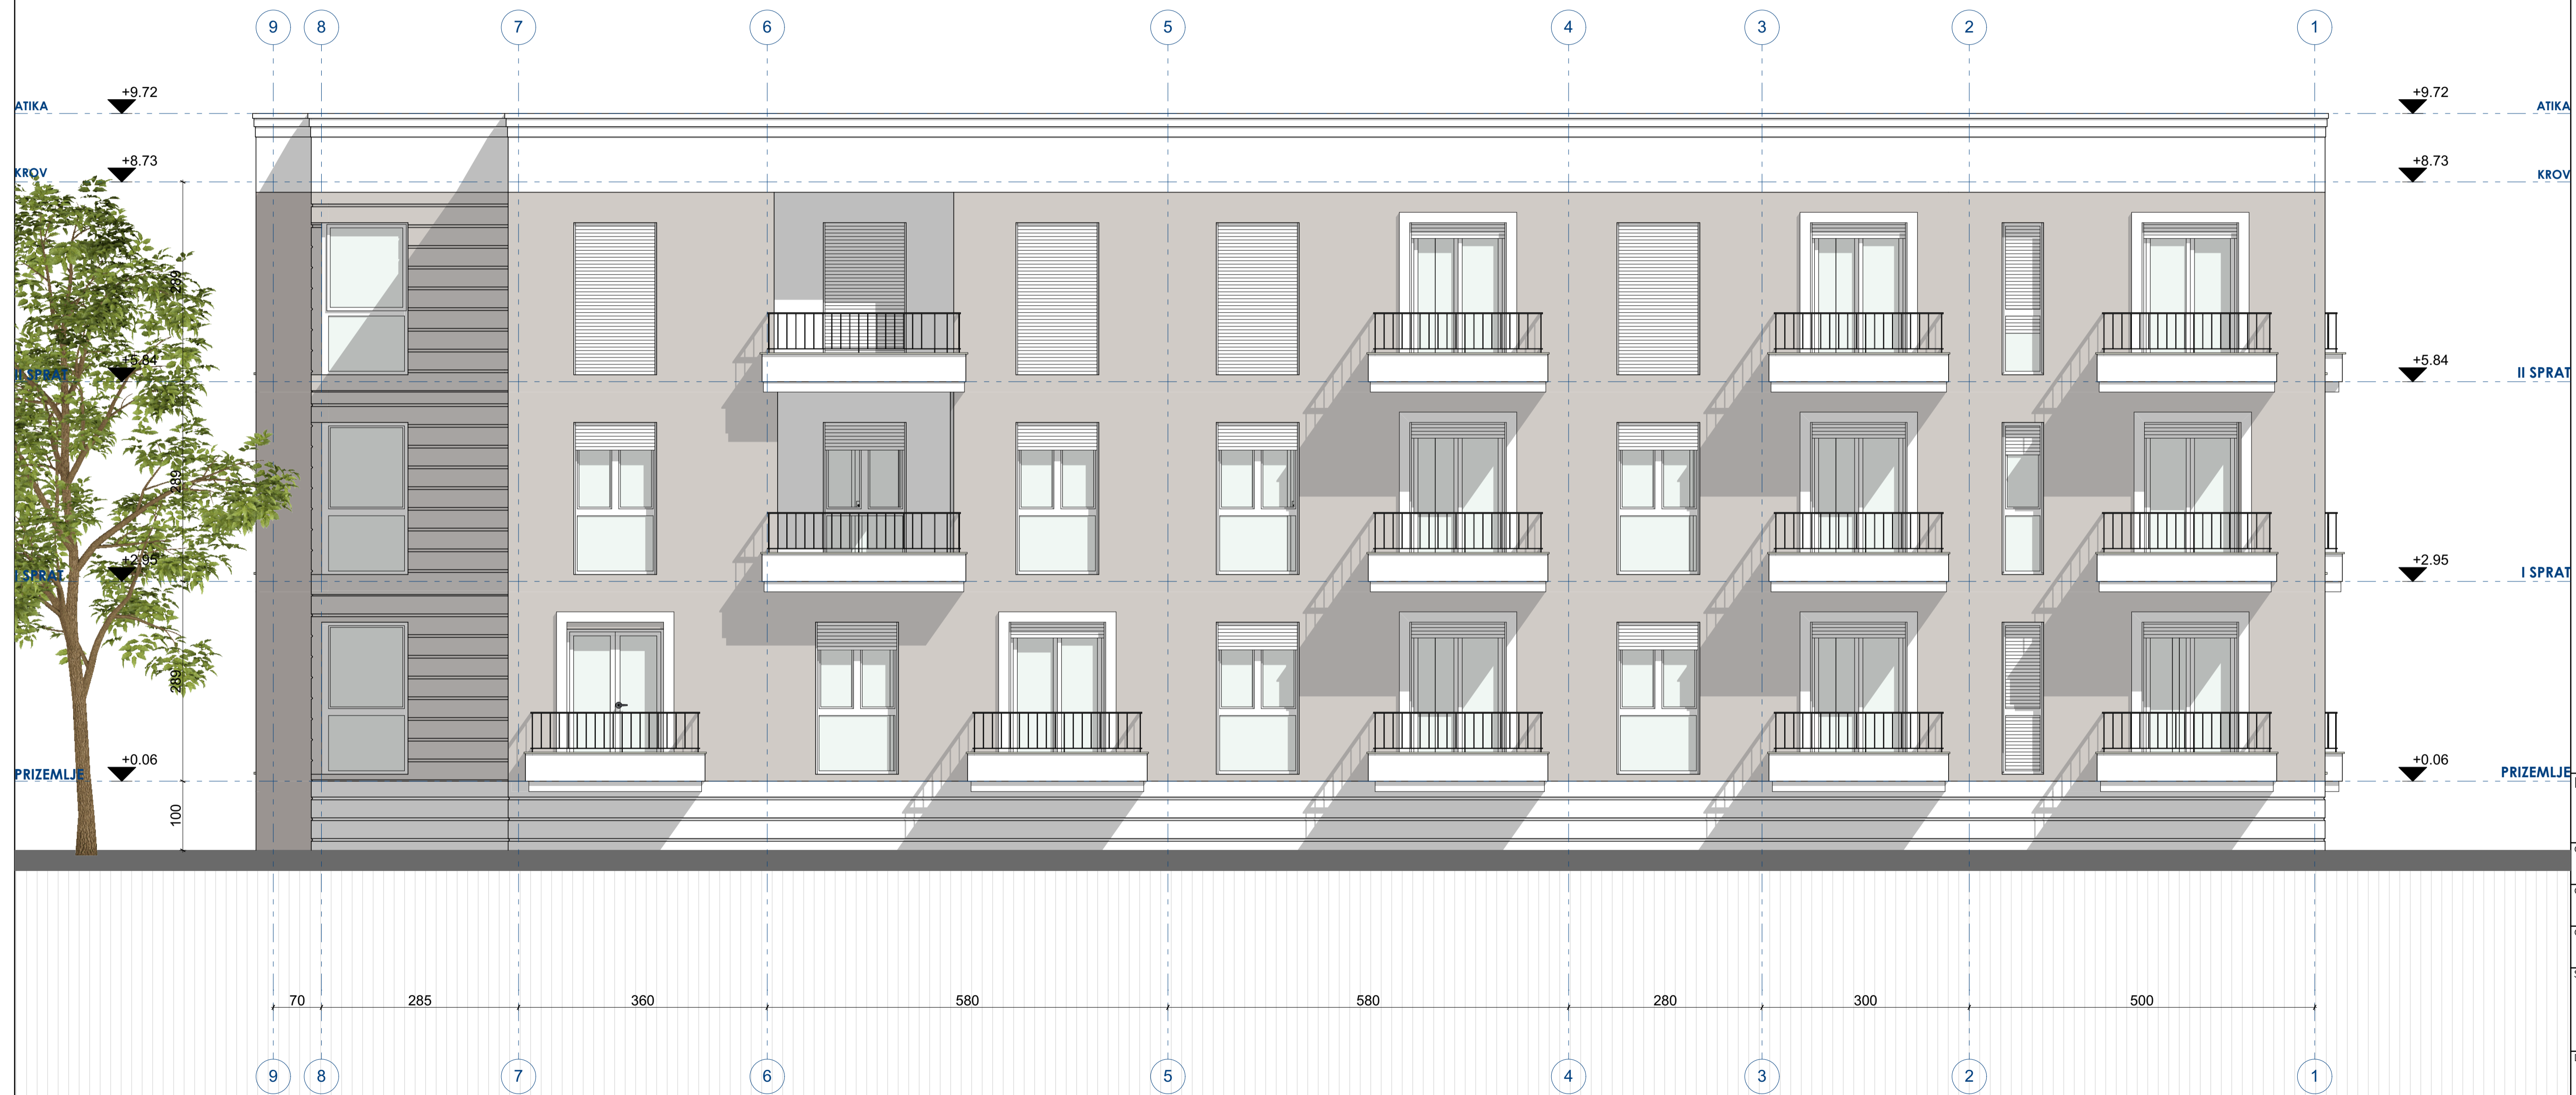 9 8 7 6 5 4 3 2 1
+9.72 +9.72
ATIKA ATIKA
+8.73 +8.73
KROV KROV
289
+5.84 +5.84
II SPRAT II SPRAT
289
+2.95 +2.95
I SPRAT I SPRAT
289
+0.06 +0.06
PRIZEMLJE PRIZEMLJE
100
70 285 360 580 580 280 300 500
9 8 7 6 5 4 3 2 1